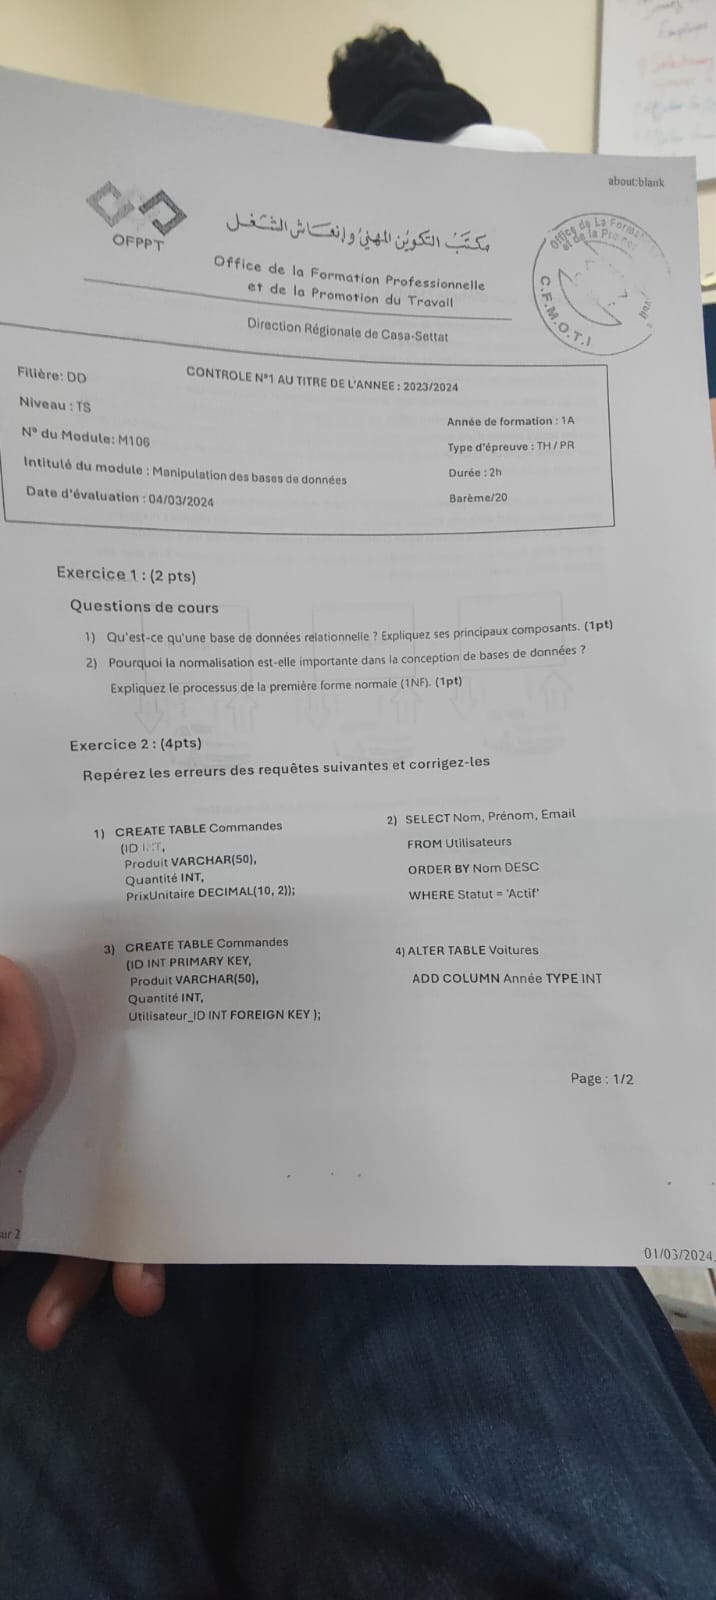 about:blank
OFPPT
مكتب التكوين المهني وإنعاش الشغل
Office de la Formation Professionnelle
et de la Promotion du Travail
Direction Régionale de Casa-Settat
Office de La Forma
et de la Pro
C.F.M.O.T.I
CONTROLE N°1 AU TITRE DE L'ANNEE : 2023/2024
Filière: DD
Niveau : TS
N° du Module: M106
Intitulé du module : Manipulation des bases de données
Date d'évaluation : 04/03/2024
Année de formation : 1A
Type d'épreuve : TH / PR
Durée : 2h
Barème/20
Exercice 1 : (2 pts)
Questions de cours
1) Qu'est-ce qu'une base de données relationnelle ? Expliquez ses principaux composants. (1pt)
2) Pourquoi la normalisation est-elle importante dans la conception de bases de données ?
Expliquez le processus de la première forme normale (1NF). (1pt)
Exercice 2 : (4pts)
Repérez les erreurs des requêtes suivantes et corrigez-les
1) CREATE TABLE Commandes
(ID INT,
Produit VARCHAR(50),
Quantité INT,
PrixUnitaire DECIMAL(10, 2));
2) SELECT Nom, Prénom, Email
FROM Utilisateurs
ORDER BY Nom DESC
WHERE Statut = 'Actif'
3) CREATE TABLE Commandes
(ID INT PRIMARY KEY,
Produit VARCHAR(50),
Quantité INT,
Utilisateur_ID INT FOREIGN KEY );
4) ALTER TABLE Voitures
ADD COLUMN Année TYPE INT
Page : 1/2
sur 2
01/03/2024